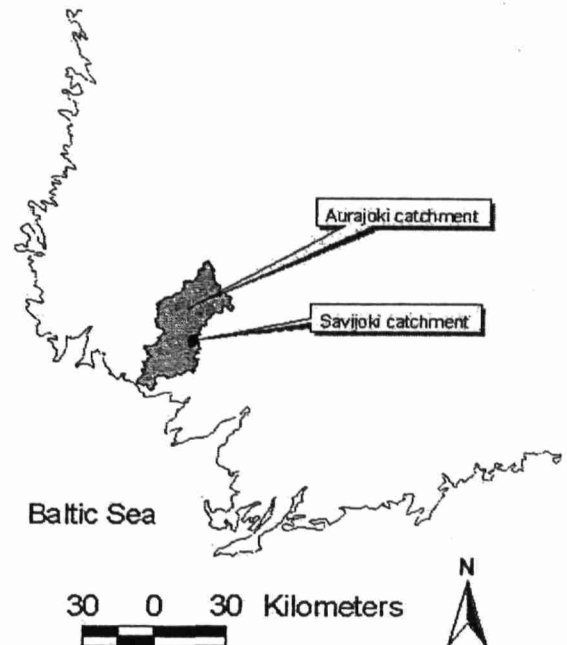 Aurajoki catchment
Savijoki catchment
Baltic Sea
N
30 0 30 Kilometers